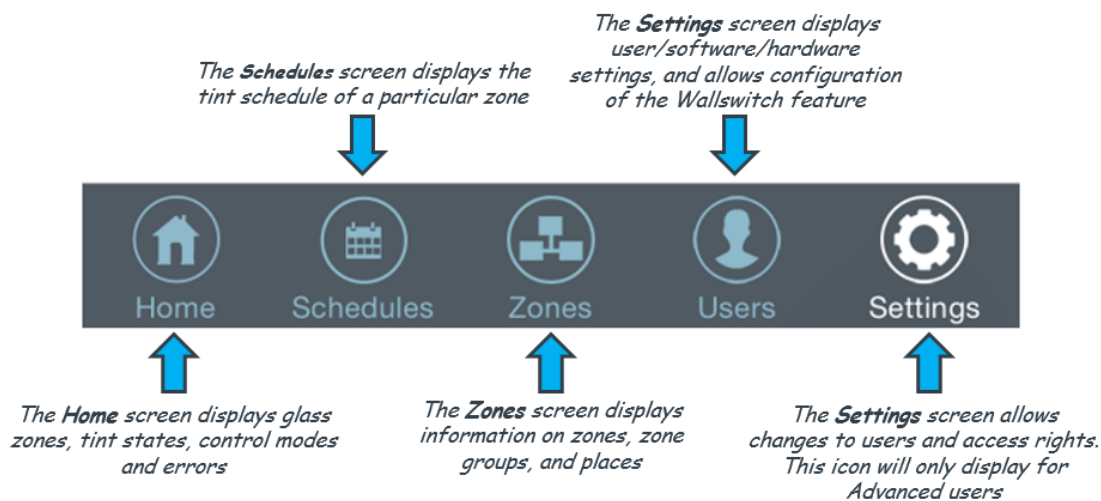 The Settings screen displays
user/software/hardware
settings, and allows configuration
of the Wallswitch feature
The Schedules screen displays the
tint schedule of a particular zone
Home
Schedules
Zones
Users
Settings
The Home screen displays glass
zones, tint states, control modes
and errors
The Zones screen displays
information on zones, zone
groups, and places
The Settings screen allows
changes to users and access rights.
This icon will only display for
Advanced users